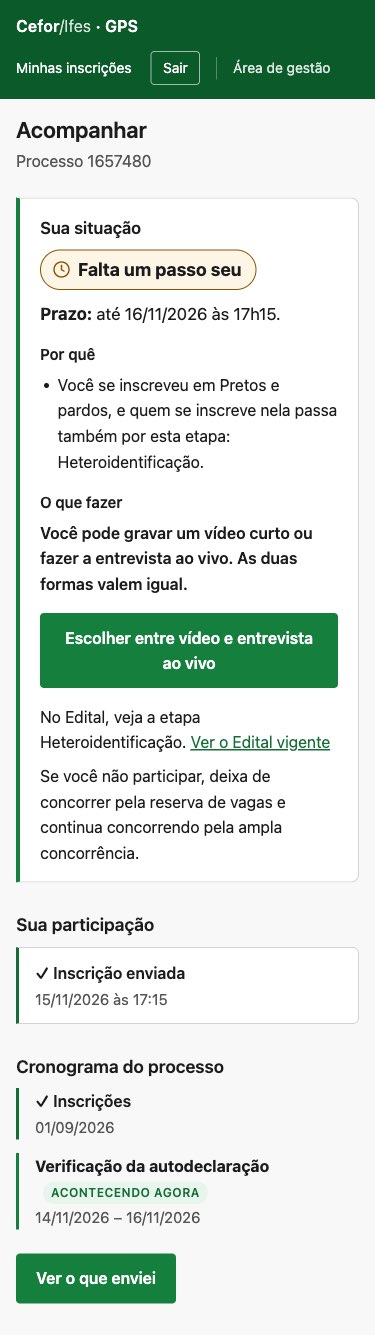 Cefor/Ifes · GPS
Minhas inscrições Sair Área de gestão
Acompanhar
Processo 1657480
Sua situação
Falta um passo seu
Prazo: até 16/11/2026 às 17h15.
Por quê
• Você se inscreveu em Pretos e
pardos, e quem se inscreve nela passa
também por esta etapa:
Heteroidentificação.
O que fazer
Você pode gravar um vídeo curto ou
fazer a entrevista ao vivo. As duas
formas valem igual.
Escolher entre vídeo e entrevista
ao vivo
No Edital, veja a etapa
Heteroidentificação. Ver o Edital vigente
Se você não participar, deixa de
concorrer pela reserva de vagas e
continua concorrendo pela ampla
concorrência.
Sua participação
✓ Inscrição enviada
15/11/2026 às 17:15
Cronograma do processo
✓ Inscrições
01/09/2026
Verificação da autodeclaração
ACONTECENDO AGORA
14/11/2026 – 16/11/2026
Ver o que enviei